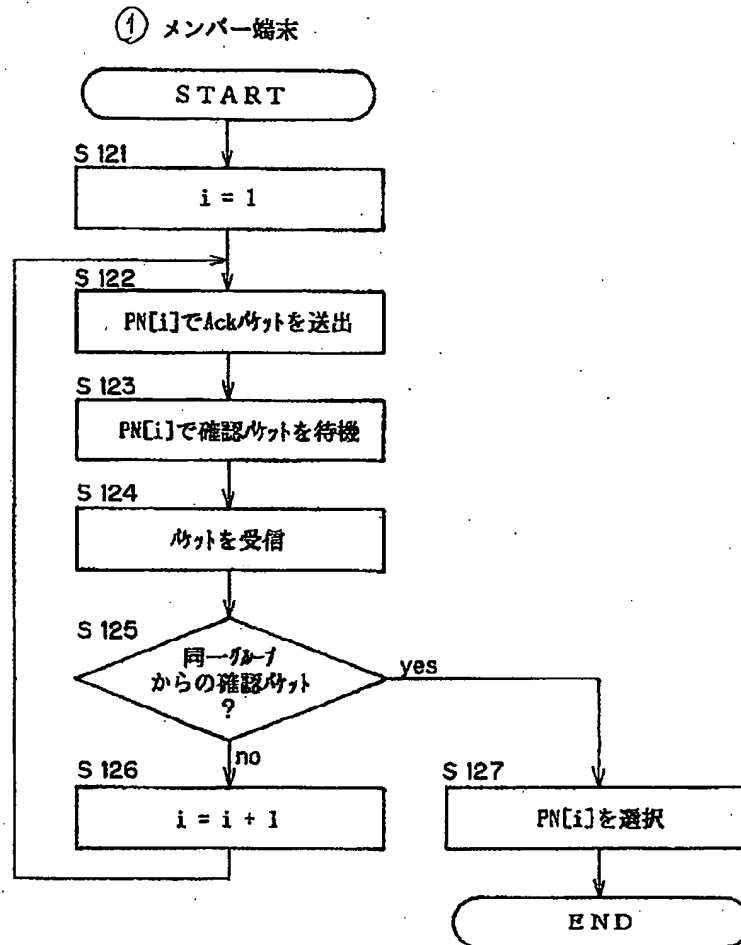 ① メンバー端末
START
S 121
i = 1
S 122
PN[i]でAckパケットを送出
S 123
PN[i]で確認パケットを待機
S 124
パケットを受信
S 125
同一グループ
からの確認パケット
?
yes
no
S 126
i = i + 1
S 127
PN[i]を選択
END